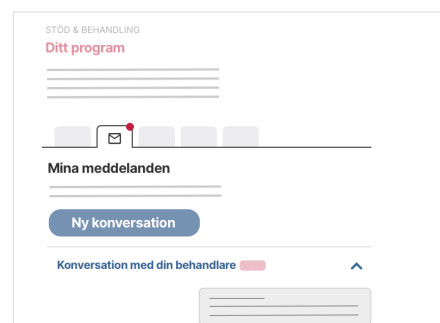 STÖD & BEHANDLING
Ditt program
Mina meddelanden
Ny konversation
Konversation med din behandlare